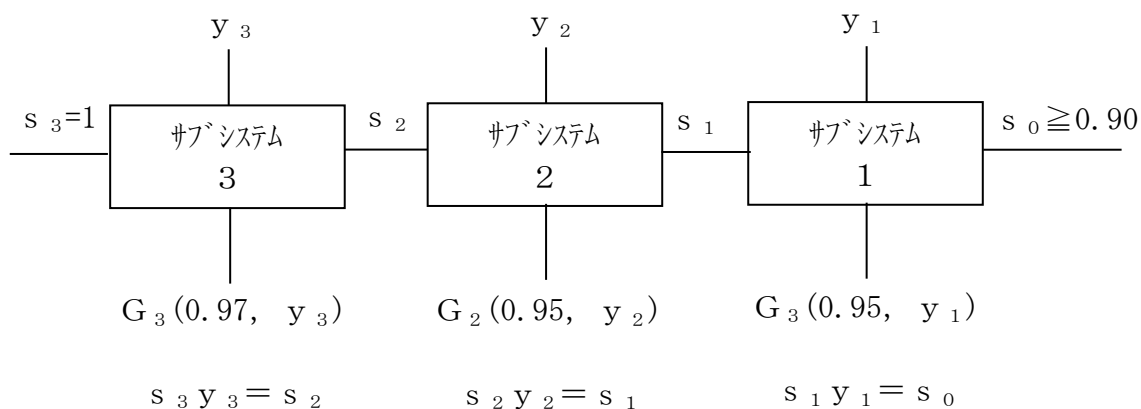 y₃ y₂ y₁
s₃=1 s₂ s₁ s₀≧0.90
ｻﾌﾞｼｽﾃﾑ ｻﾌﾞｼｽﾃﾑ ｻﾌﾞｼｽﾃﾑ
３ ２ １
G₃(0.97, y₃) G₂(0.95, y₂) G₃(0.95, y₁)
s₃y₃＝s₂ s₂y₂＝s₁ s₁y₁＝s₀